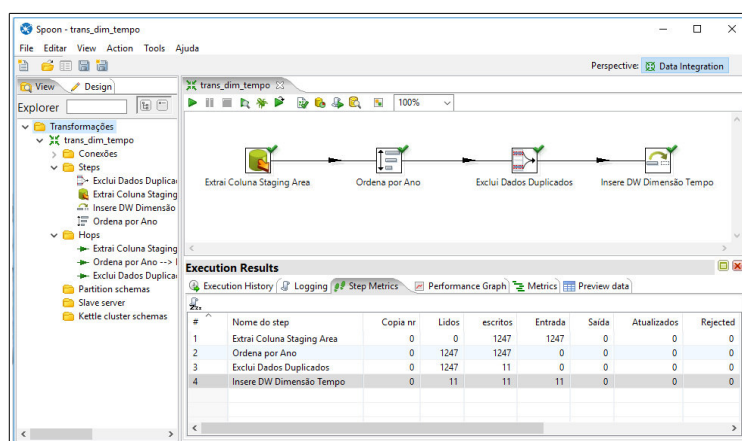 Spoon - trans_dim_tempo
File Editar View Action Tools Ajuda
Perspective: Data Integration
View Design
trans_dim_tempo
Explorer
100%
Transformações
trans_dim_tempo
Conexões
Steps
Exclui Dados Duplica
Extrai Coluna Staging
Insere DW Dimensão
Ordena por Ano
Hops
Extrai Coluna Staging
Ordena por Ano -->
Exclui Dados Duplica
Partition schemas
Slave server
Kettle cluster schemas
Extrai Coluna Staging Area Ordena por Ano Exclui Dados Duplicados Insere DW Dimensão Tempo
Execution Results
Execution History Logging Step Metrics Performance Graph Metrics Preview data
# Nome do step Copia nr Lidos escritos Entrada Saída Atualizados Rejected
1 Extrai Coluna Staging Area 0 0 1247 1247 0 0 0
2 Ordena por Ano 0 1247 1247 0 0 0 0
3 Exclui Dados Duplicados 0 1247 11 0 0 0 0
4 Insere DW Dimensão Tempo 0 11 11 11 0 0 0